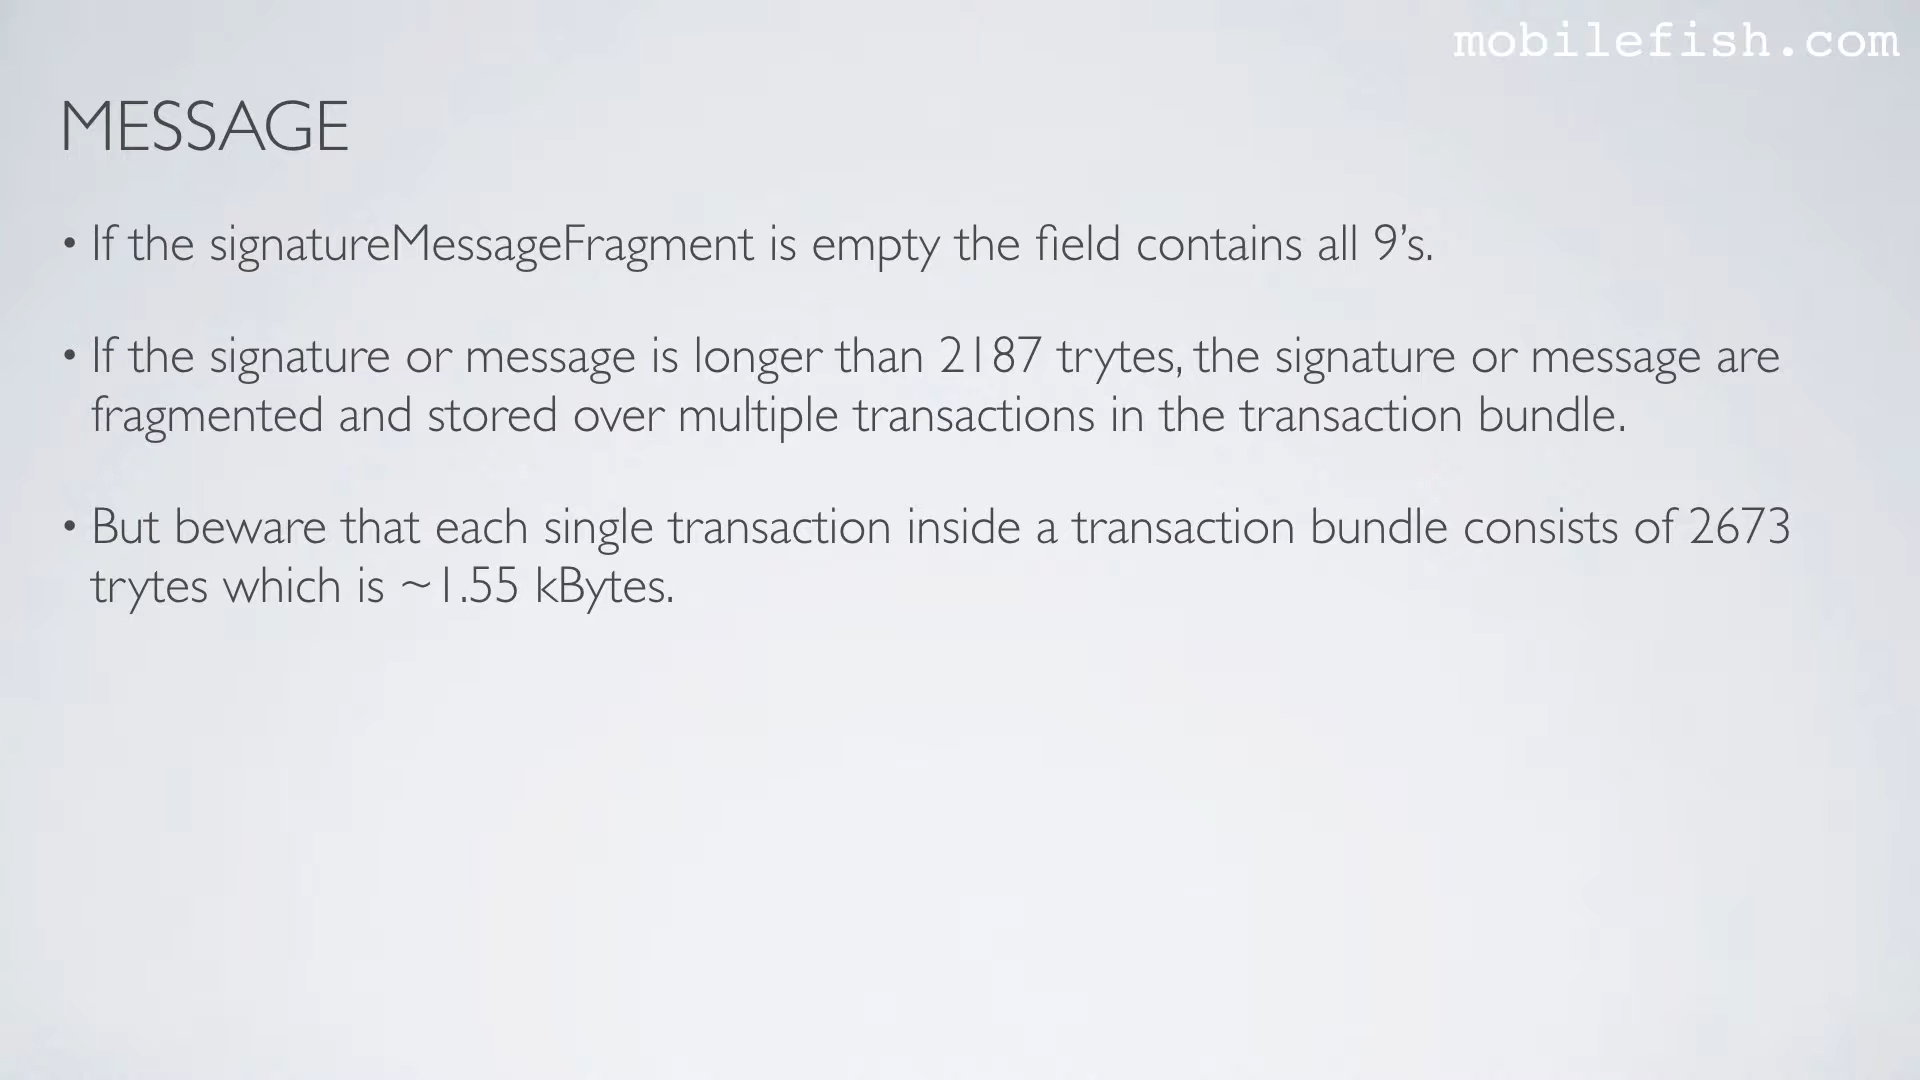 mobilefish.com
MESSAGE
• If the signatureMessageFragment is empty the field contains all 9’s.
• If the signature or message is longer than 2187 trytes, the signature or message are
fragmented and stored over multiple transactions in the transaction bundle.
• But beware that each single transaction inside a transaction bundle consists of 2673
trytes which is ~1.55 kBytes.